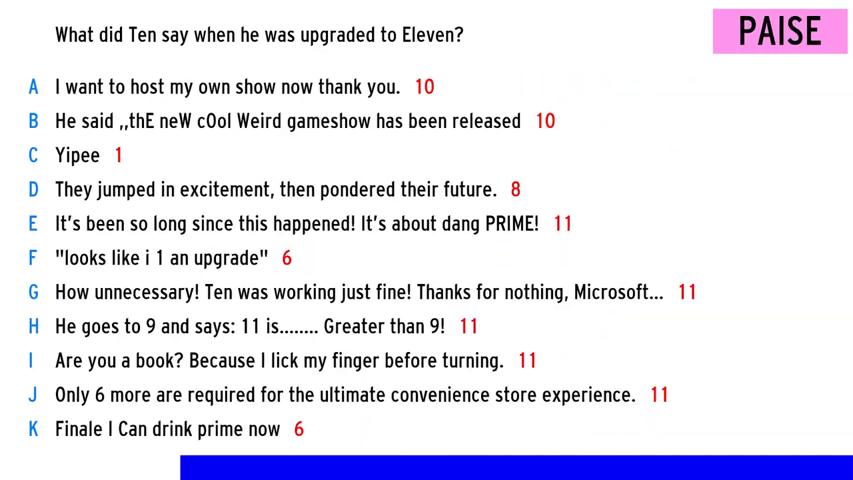 What did Ten say when he was upgraded to Eleven?
PAISE
A I want to host my own show now thank you. 10
B He said ,,thE neW cOol Weird gameshow has been released 10
C Yipee 1
D They jumped in excitement, then pondered their future. 8
E It's been so long since this happened! It's about dang PRIME! 11
F "looks like i 1 an upgrade" 6
G How unnecessary! Ten was working just fine! Thanks for nothing, Microsoft... 11
H He goes to 9 and says: 11 is........ Greater than 9! 11
I Are you a book? Because I lick my finger before turning. 11
J Only 6 more are required for the ultimate convenience store experience. 11
K Finale I Can drink prime now 6